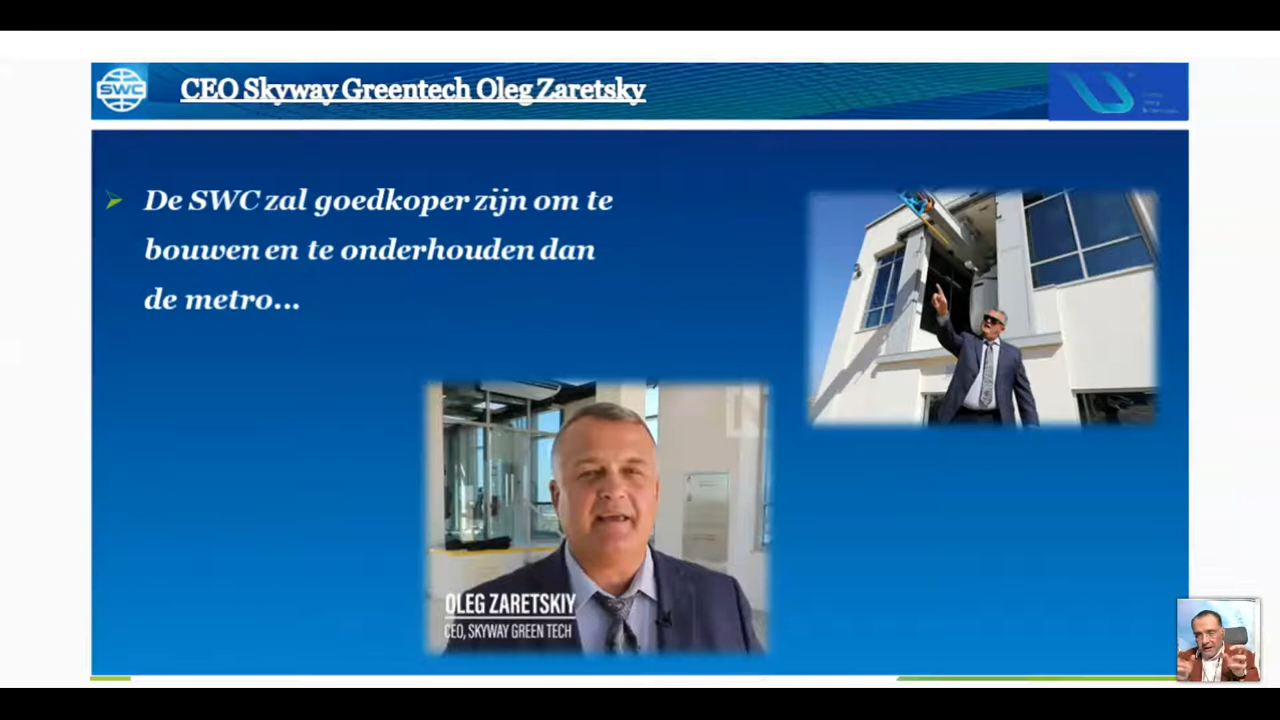 SWC
CEO Skyway Greentech Oleg Zaretsky
De SWC zal goedkoper zijn om te
bouwen en te onderhouden dan
de metro...
OLEG ZARETSKIY
CEO, SKYWAY GREEN TECH